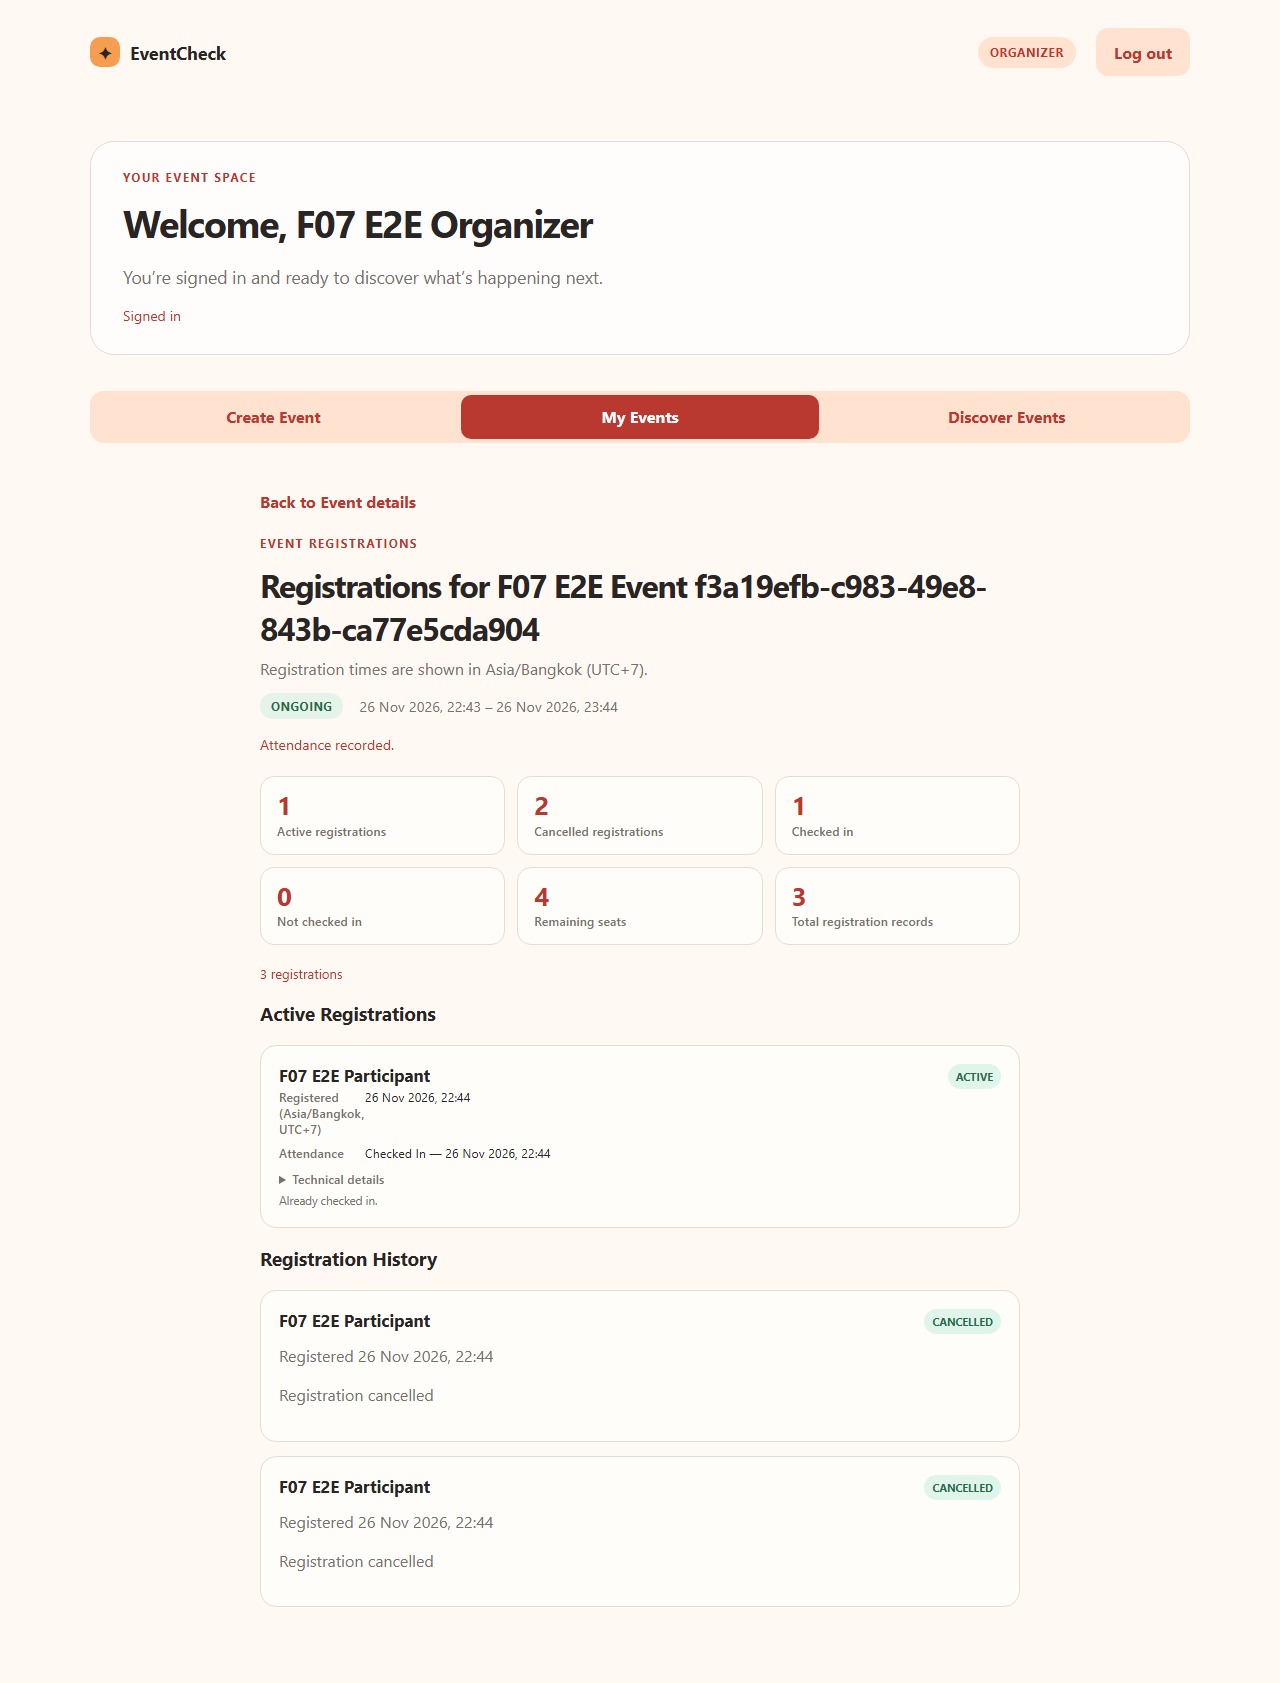 EventCheck
ORGANIZER
Log out
YOUR EVENT SPACE
Welcome, F07 E2E Organizer
You’re signed in and ready to discover what’s happening next.
Signed in
Create Event
My Events
Discover Events
Back to Event details
EVENT REGISTRATIONS
Registrations for F07 E2E Event f3a19efb-c983-49e8-
843b-ca77e5cda904
Registration times are shown in Asia/Bangkok (UTC+7).
ONGOING
26 Nov 2026, 22:43 – 26 Nov 2026, 23:44
Attendance recorded.
1
Active registrations
2
Cancelled registrations
1
Checked in
0
Not checked in
4
Remaining seats
3
Total registration records
3 registrations
Active Registrations
F07 E2E Participant
ACTIVE
Registered
(Asia/Bangkok,
UTC+7)
26 Nov 2026, 22:44
Attendance
Checked In — 26 Nov 2026, 22:44
Technical details
Already checked in.
Registration History
F07 E2E Participant
CANCELLED
Registered 26 Nov 2026, 22:44
Registration cancelled
F07 E2E Participant
CANCELLED
Registered 26 Nov 2026, 22:44
Registration cancelled